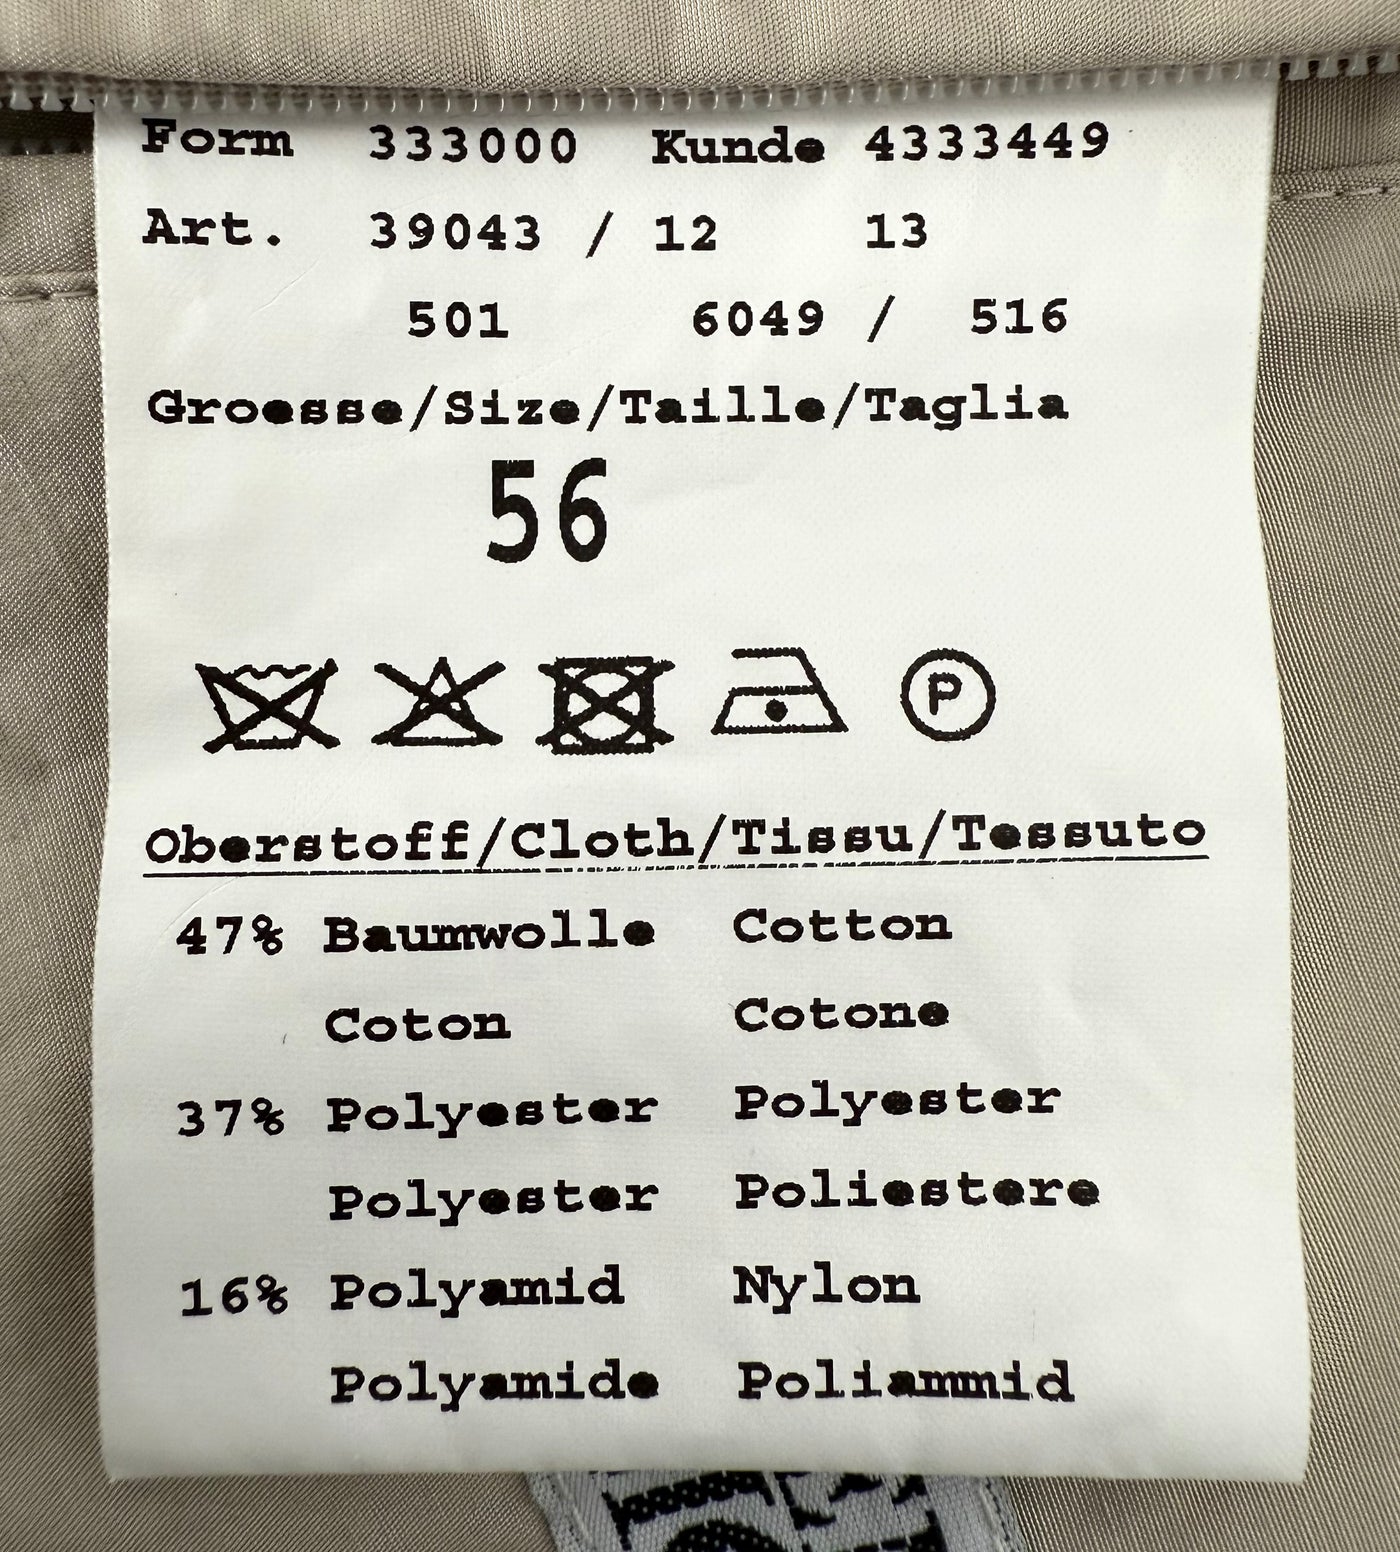 Form 333000 Kunde 4333449
Art. 39043 / 12 13
501 6049 / 516
Groesse/Size/Taille/Taglia
56
P
Oberstoff/Cloth/Tissu/Tessuto
47% Baumwolle Cotton
Coton Cotone
37% Polyester Polyester
Polyester Poliestere
16% Polyamid Nylon
Polyamide Poliammid